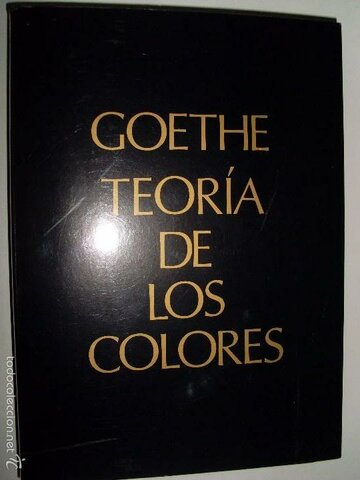 GOETHE
TEORÍA
DE
LOS
COLORES
todocoleccion.net